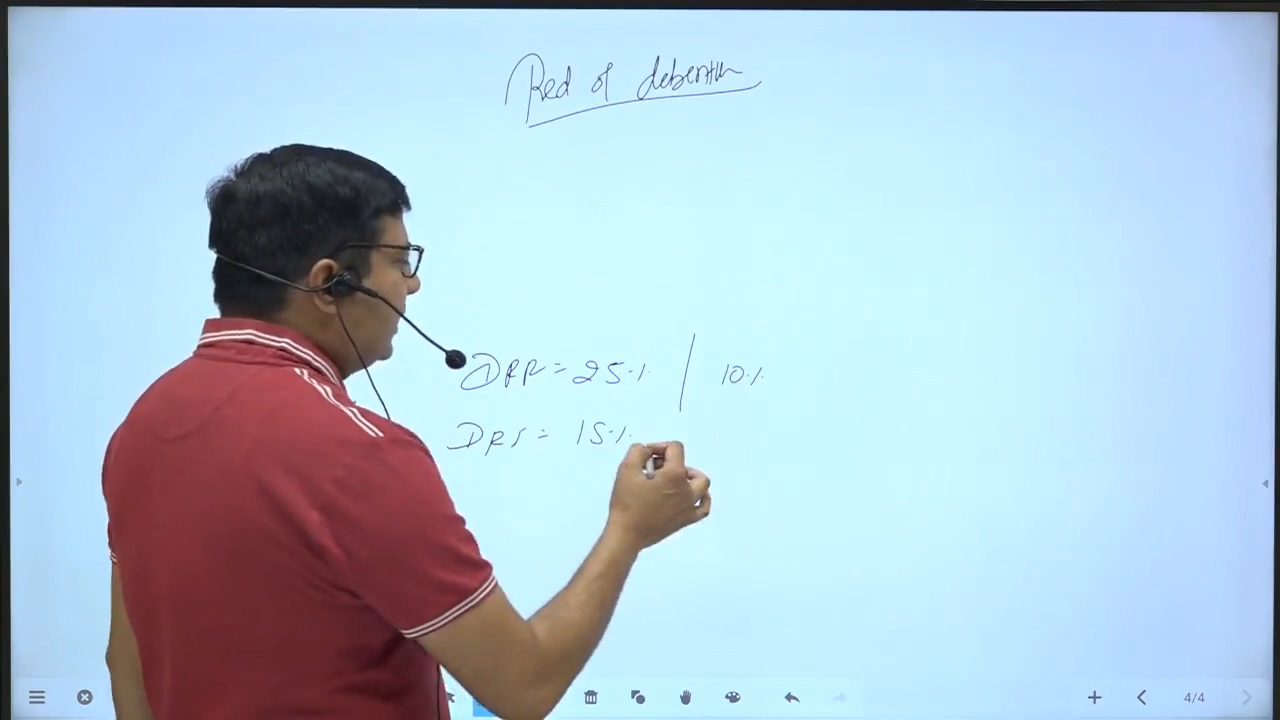 Red of debenture
DRR = 25% / 10%
DRI = 15%
4/4